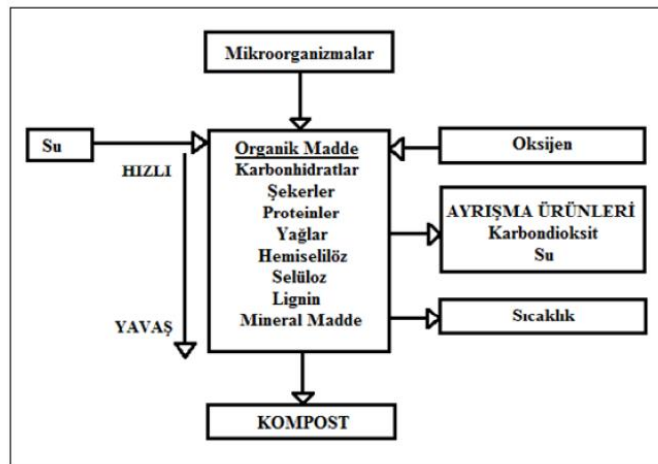 Mikroorganizmalar
Su
HIZLI
YAVAŞ
Organik Madde
Karbonhidratlar
Şekerler
Proteinler
Yağlar
Hemiselilöz
Selüloz
Lignin
Mineral Madde
Oksijen
AYRIŞMA ÜRÜNLERİ
Karbondioksit
Su
Sıcaklık
KOMPOST